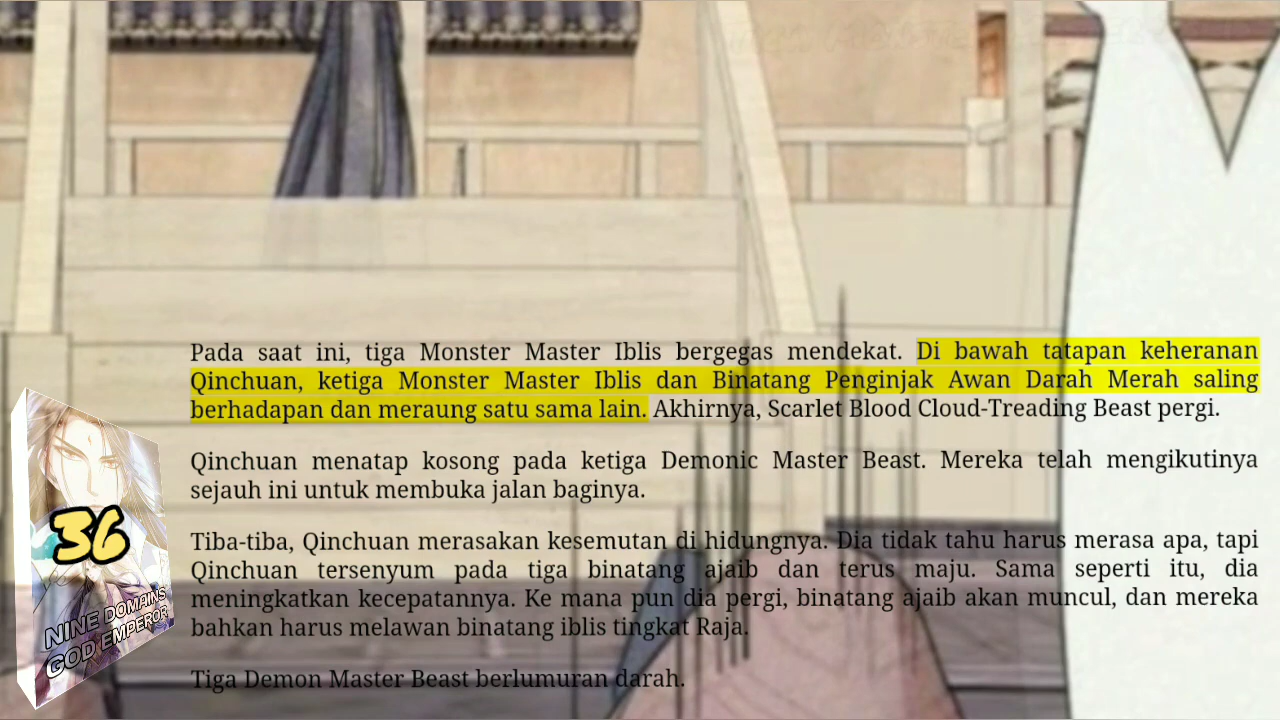 Pada saat ini, tiga Monster Master Iblis bergegas mendekat. Di bawah tatapan keheranan
Qinchuan, ketiga Monster Master Iblis dan Binatang Penginjak Awan Darah Merah saling
berhadapan dan meraung satu sama lain. Akhirnya, Scarlet Blood Cloud-Treading Beast pergi.
Qinchuan menatap kosong pada ketiga Demonic Master Beast. Mereka telah mengikutinya
sejauh ini untuk membuka jalan baginya.
Tiba-tiba, Qinchuan merasakan kesemutan di hidungnya. Dia tidak tahu harus merasa apa, tapi
Qinchuan tersenyum pada tiga binatang ajaib dan terus maju. Sama seperti itu, dia
meningkatkan kecepatannya. Ke mana pun dia pergi, binatang ajaib akan muncul, dan mereka
bahkan harus melawan binatang iblis tingkat Raja.
Tiga Demon Master Beast berlumuran darah.
36
NINE DOMAINS
GOD EMPEROR